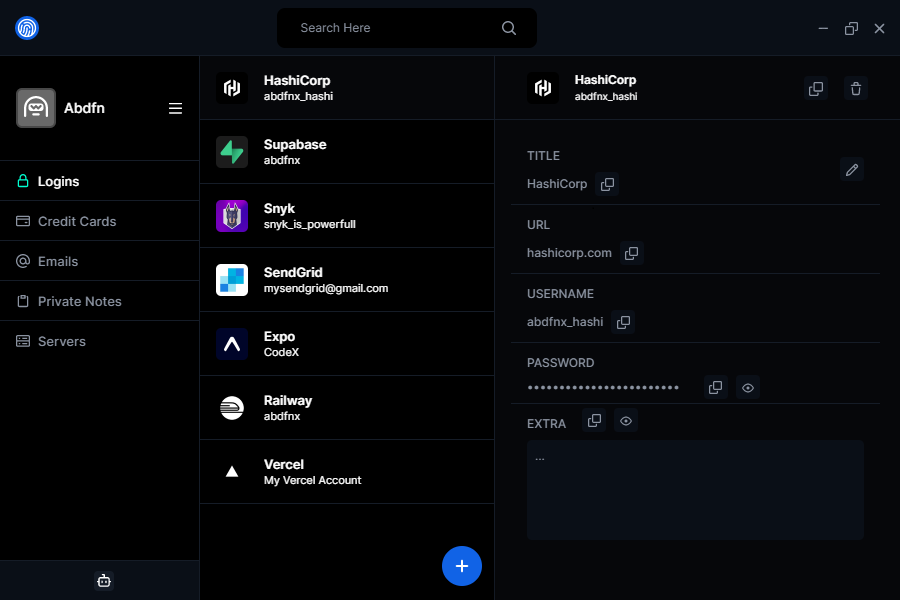 Search Here
Abdfn
Logins
Credit Cards
Emails
Private Notes
Servers
HashiCorp
abdfnx_hashi
Supabase
abdfnx
Snyk
snyk_is_powerfull
SendGrid
mysendgrid@gmail.com
Expo
CodeX
Railway
abdfnx
Vercel
My Vercel Account
HashiCorp
abdfnx_hashi
TITLE
HashiCorp
URL
hashicorp.com
USERNAME
abdfnx_hashi
PASSWORD
••••••••••••••••••••••••
EXTRA
...